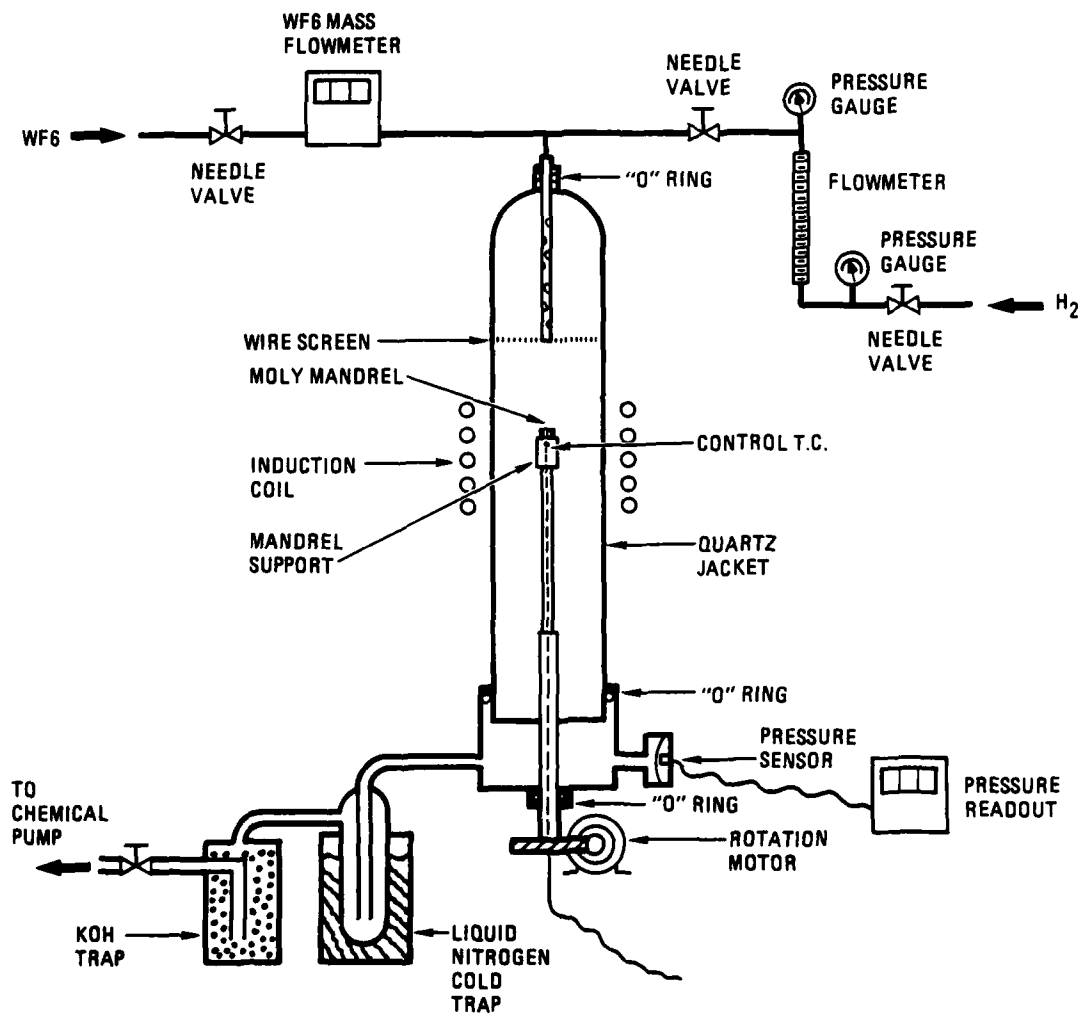 WF6 MASS
FLOWMETER
NEEDLE
VALVE
PRESSURE
GAUGE
WF6
NEEDLE
VALVE
"O" RING
FLOWMETER
PRESSURE
GAUGE
H2
NEEDLE
VALVE
WIRE SCREEN
MOLY MANDREL
CONTROL T.C.
INDUCTION
COIL
MANDREL
SUPPORT
QUARTZ
JACKET
"O" RING
PRESSURE
SENSOR
PRESSURE
READOUT
TO
CHEMICAL
PUMP
"O" RING
ROTATION
MOTOR
KOH
TRAP
LIQUID
NITROGEN
COLD
TRAP